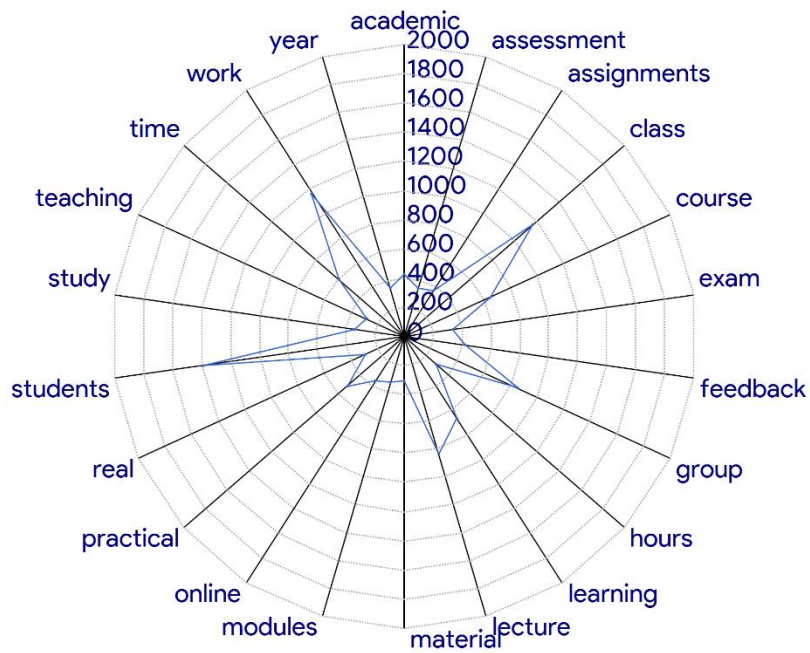 academic
2000
1800
1600
1400
1200
1000
800
600
400
200
0
assessment
assignments
class
course
exam
feedback
group
hours
learning
lecture
material
modules
online
practical
real
students
study
teaching
time
work
year